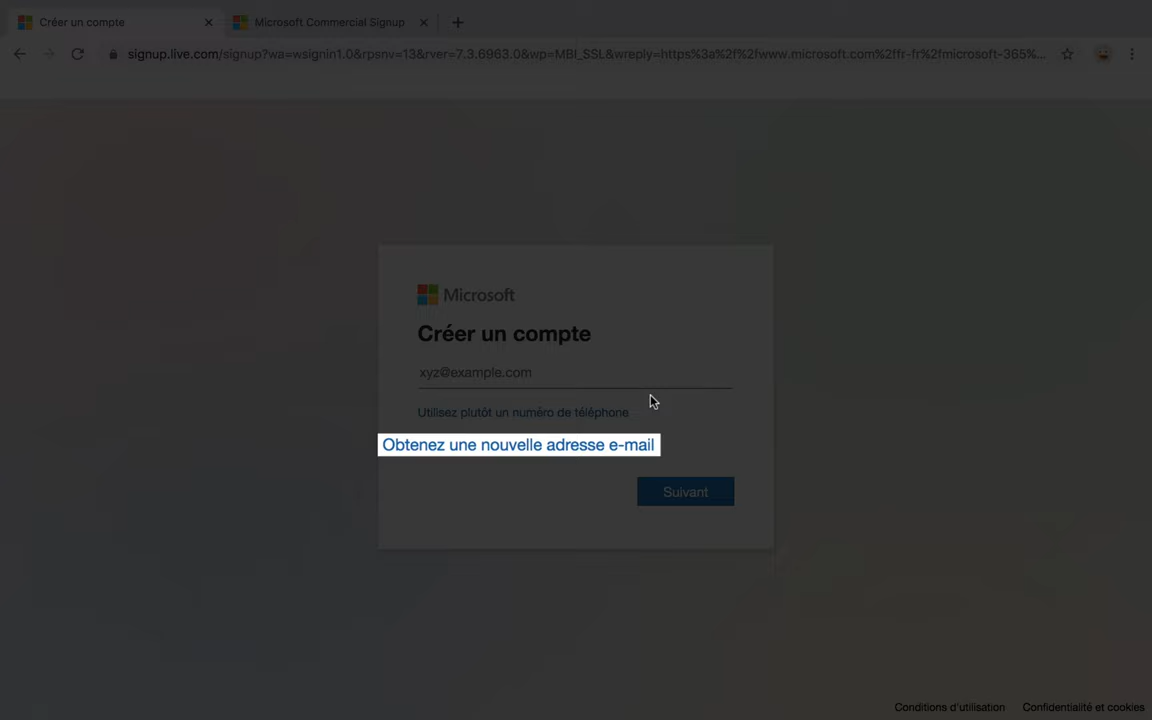 Créer un compte
Microsoft Commercial Signup
signup.live.com/signup?wa=wsignin1.0&rpsnv=13&rver=7.3.6963.0&wp=MBI_SSL&wreply=https%3a%2f%2fwww.microsoft.com%2ffr-fr%2fmicrosoft-365%...
Microsoft
Créer un compte
xyz@example.com
Utilisez plutôt un numéro de téléphone
Obtenez une nouvelle adresse e-mail
Suivant
Conditions d'utilisation Confidentialité et cookies